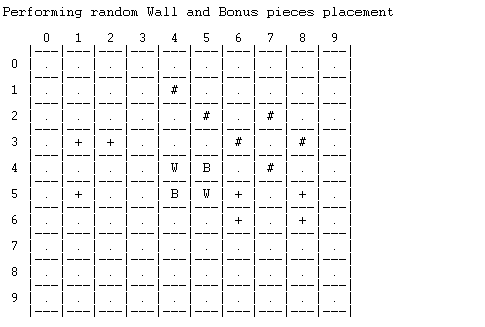 Performing random Wall and Bonus pieces placement
     0   1   2   3   4   5   6   7   8   9
   |---|---|---|---|---|---|---|---|---|---|
 0 | . | . | . | . | . | . | . | . | . | . |
   |---|---|---|---|---|---|---|---|---|---|
 1 | . | . | . | . | # | . | . | . | . | . |
   |---|---|---|---|---|---|---|---|---|---|
 2 | . | . | . | . | . | # | . | # | . | . |
   |---|---|---|---|---|---|---|---|---|---|
 3 | . | + | + | . | . | . | # | . | # | . |
   |---|---|---|---|---|---|---|---|---|---|
 4 | . | . | . | . | W | B | . | # | . | . |
   |---|---|---|---|---|---|---|---|---|---|
 5 | . | + | . | . | B | W | + | . | + | . |
   |---|---|---|---|---|---|---|---|---|---|
 6 | . | . | . | . | . | . | + | . | + | . |
   |---|---|---|---|---|---|---|---|---|---|
 7 | . | . | . | . | . | . | . | . | . | . |
   |---|---|---|---|---|---|---|---|---|---|
 8 | . | . | . | . | . | . | . | . | . | . |
   |---|---|---|---|---|---|---|---|---|---|
 9 | . | . | . | . | . | . | . | . | . | . |
   |---|---|---|---|---|---|---|---|---|---|